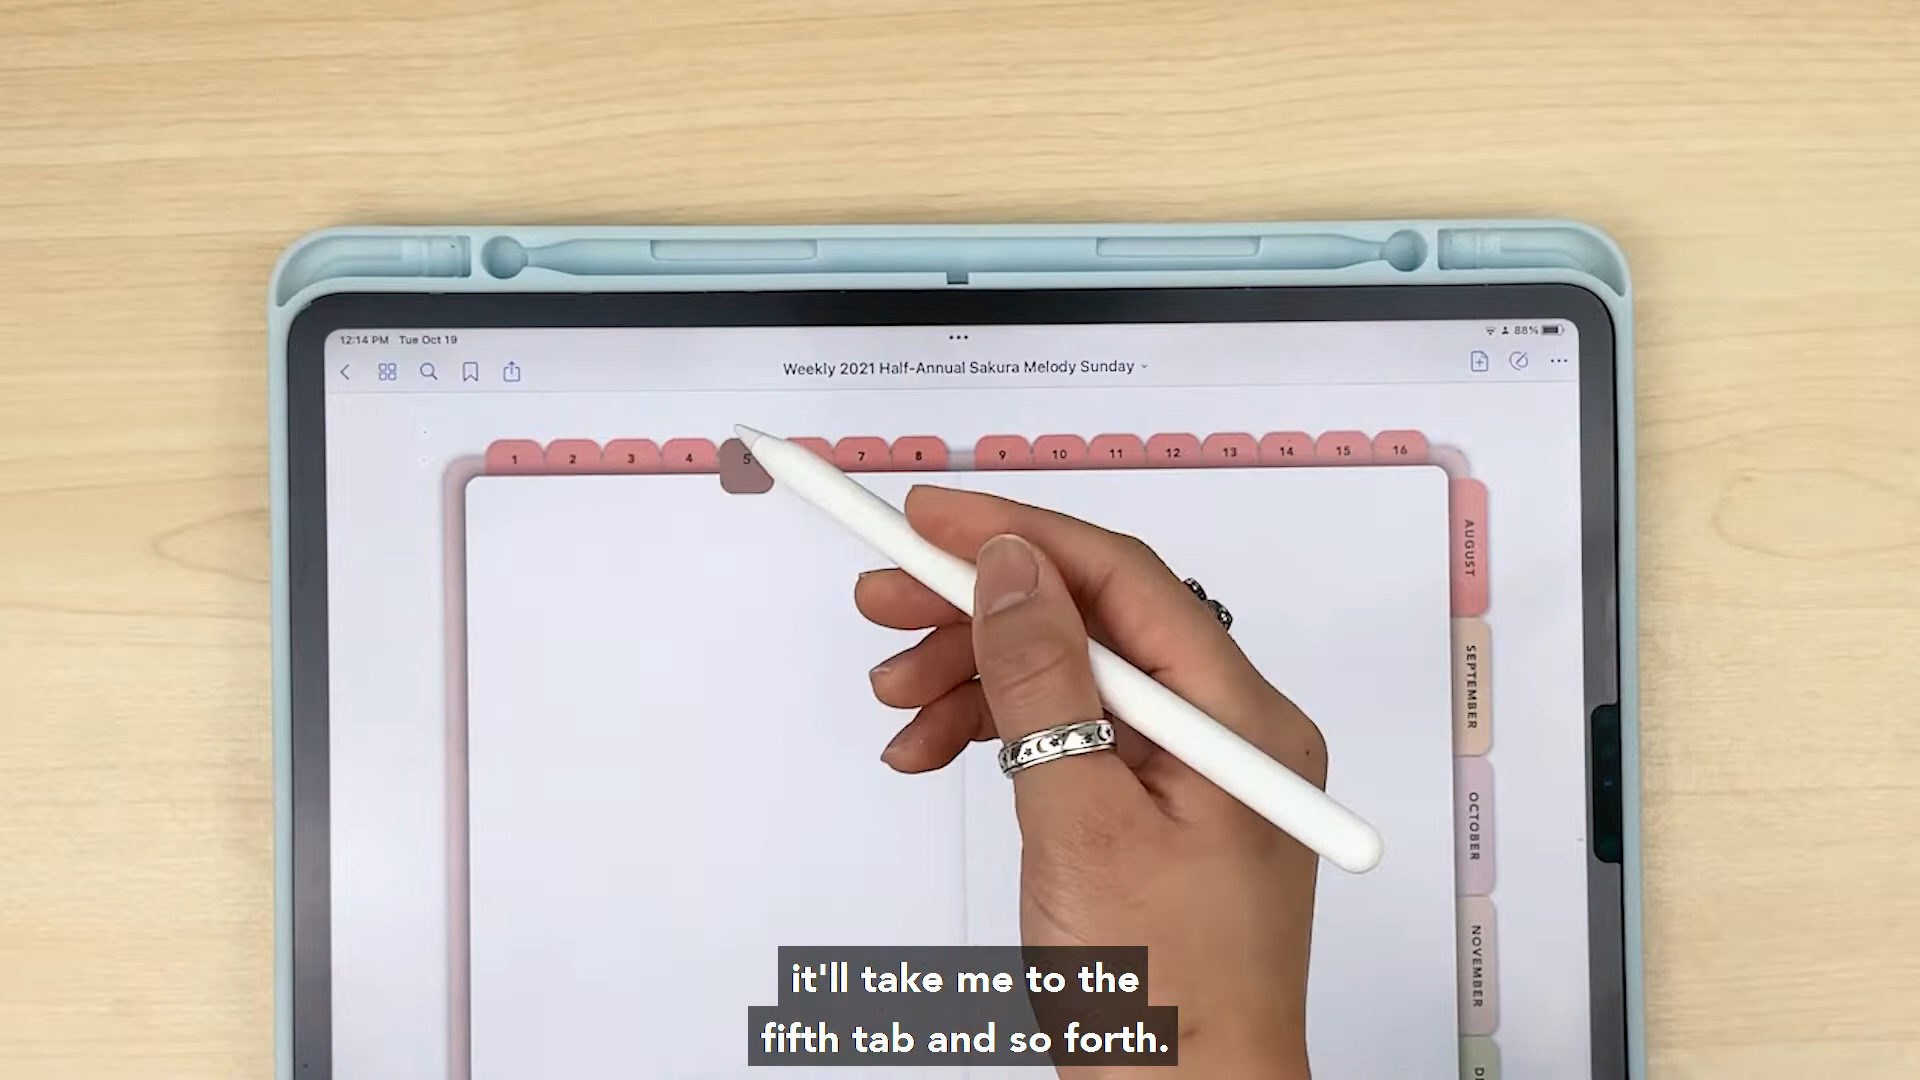 12:14 PM Tue Oct 19
88%
Weekly 2021 Half-Annual Sakura Melody Sunday
1 2 3 4 5 7 8 9 10 11 12 13 14 15 16
AUGUST
SEPTEMBER
OCTOBER
NOVEMBER
it'll take me to the
fifth tab and so forth.